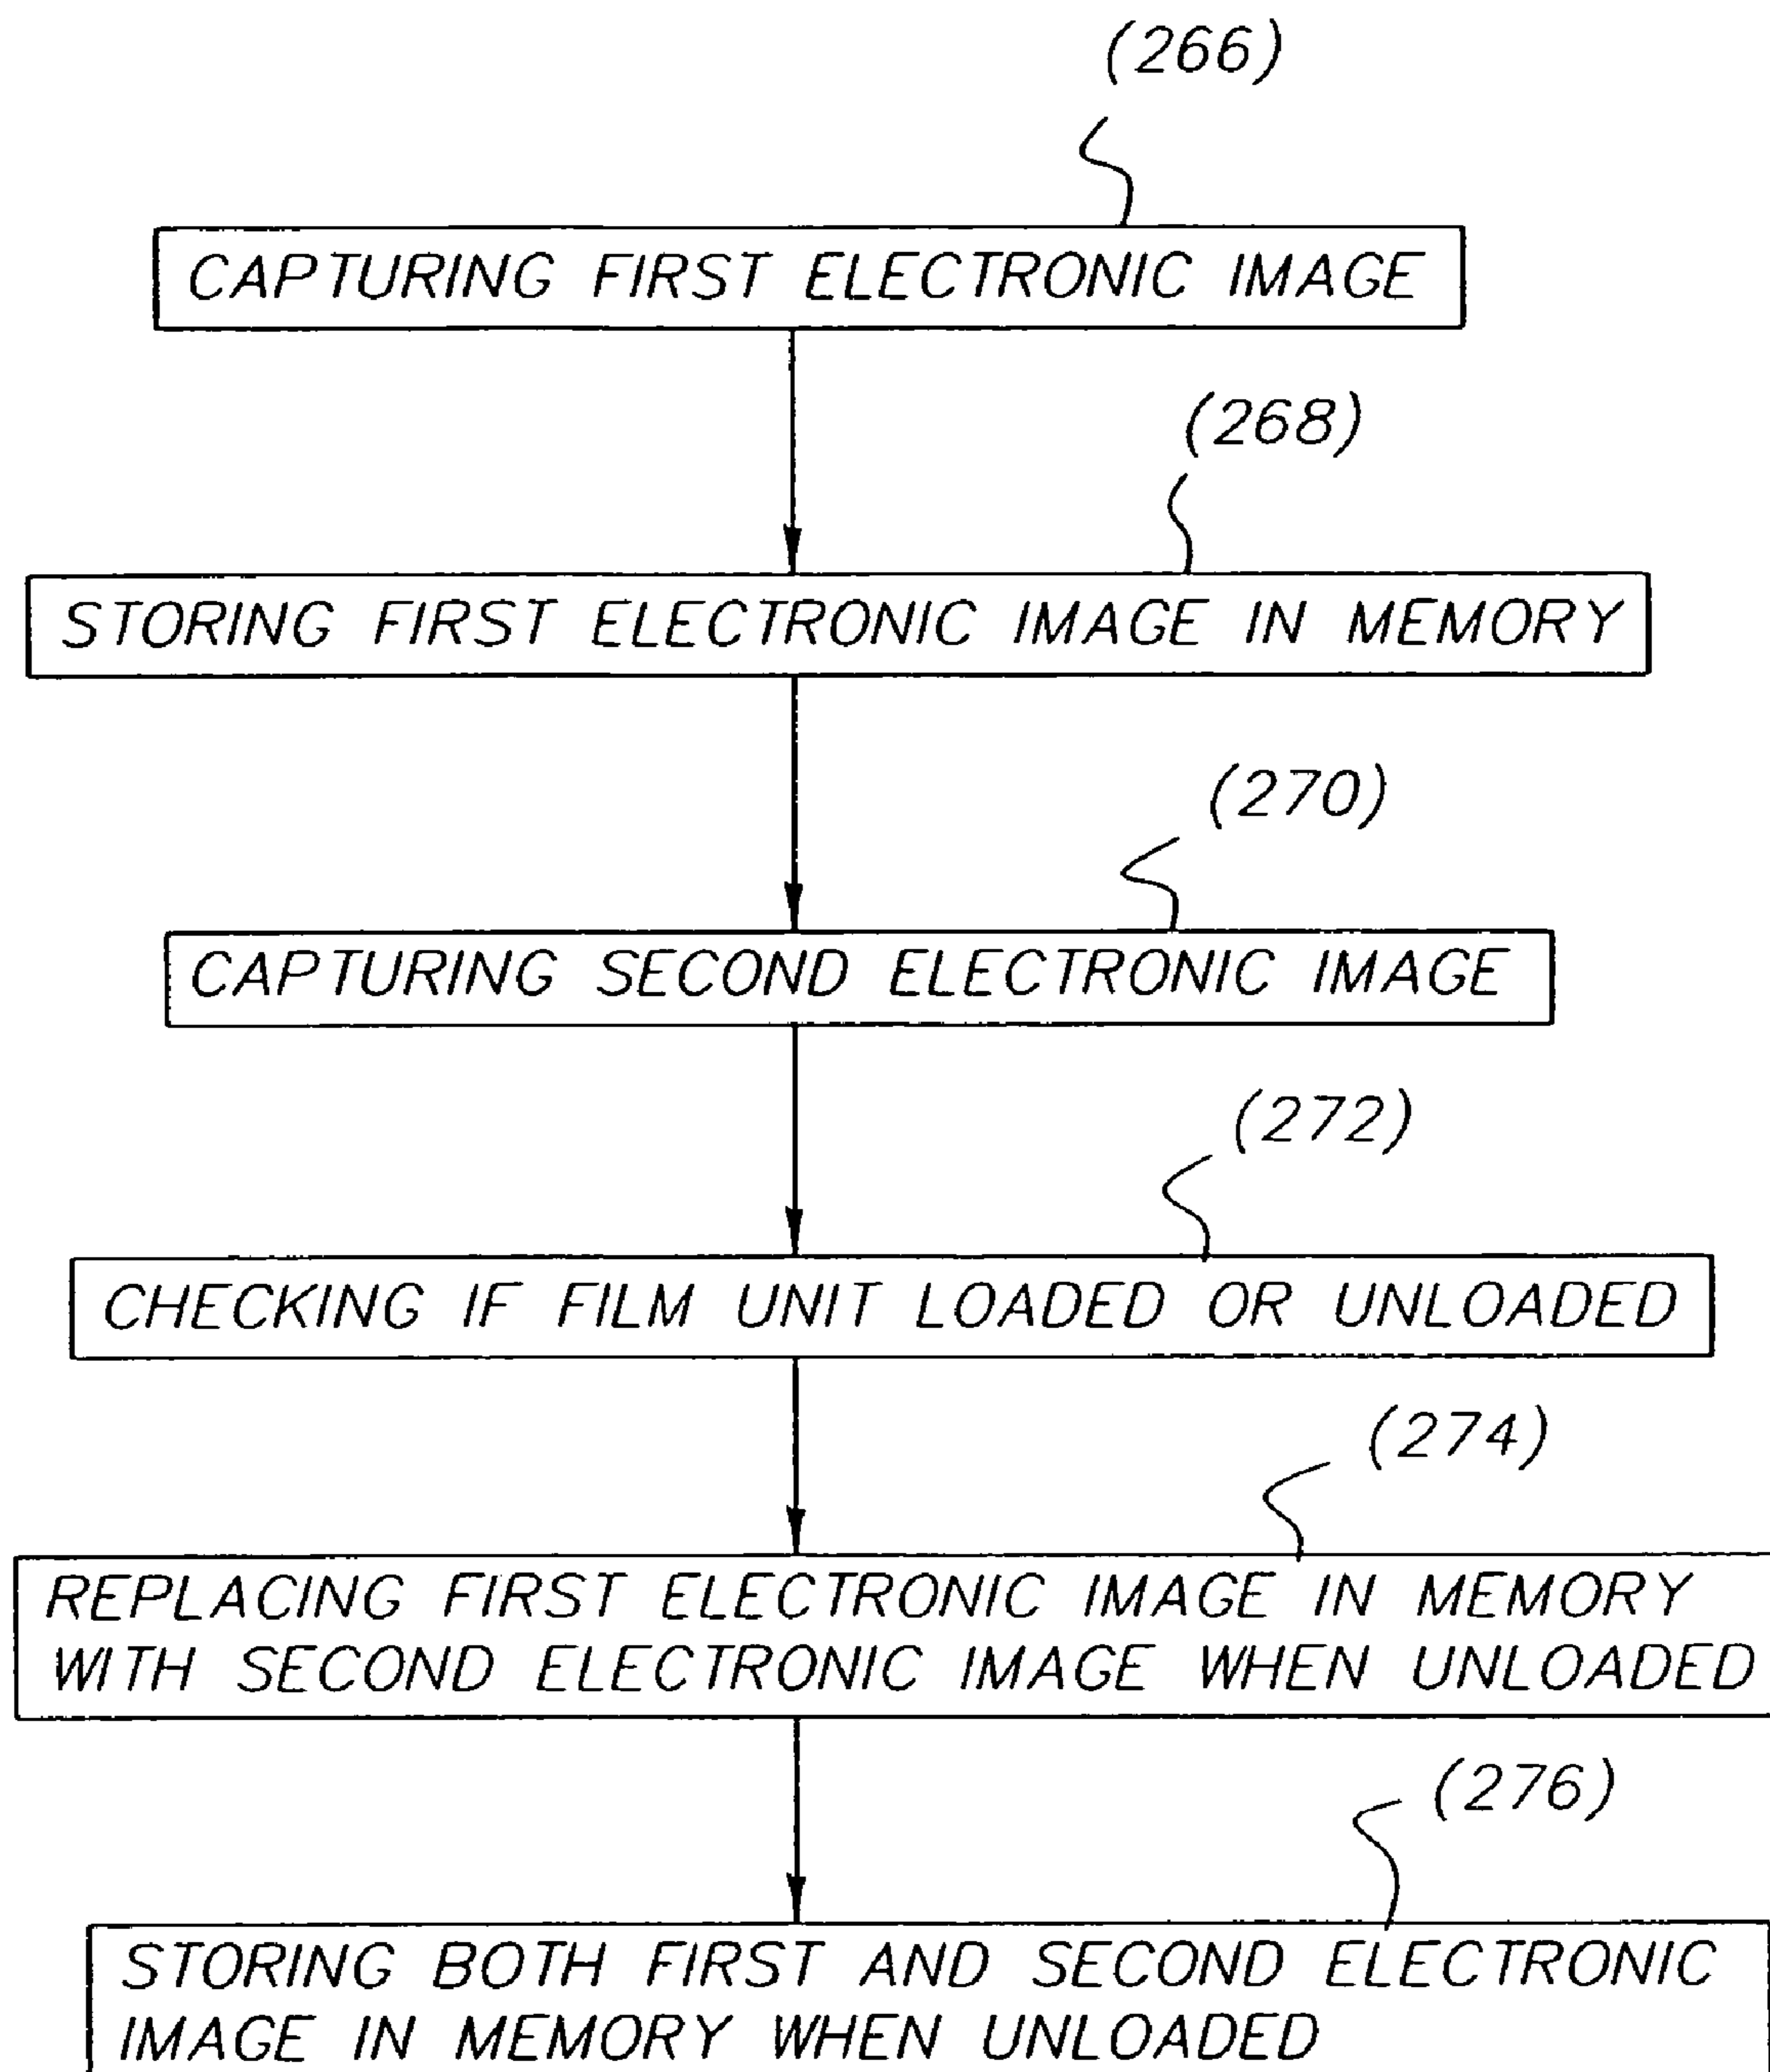 (266)
CAPTURING FIRST ELECTRONIC IMAGE
(268)
STORING FIRST ELECTRONIC IMAGE IN MEMORY
(270)
CAPTURING SECOND ELECTRONIC IMAGE
(272)
CHECKING IF FILM UNIT LOADED OR UNLOADED
(274)
REPLACING FIRST ELECTRONIC IMAGE IN MEMORY
WITH SECOND ELECTRONIC IMAGE WHEN UNLOADED
(276)
STORING BOTH FIRST AND SECOND ELECTRONIC
IMAGE IN MEMORY WHEN UNLOADED